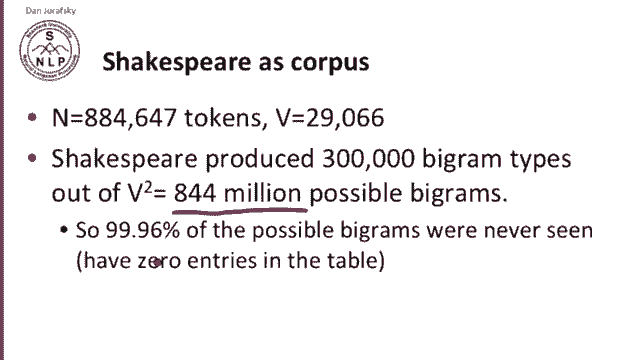 Dan Jurafsky
S
N L P
Shakespeare as corpus
• N=884,647 tokens, V=29,066
• Shakespeare produced 300,000 bigram types
out of V²= 844 million possible bigrams.
• So 99.96% of the possible bigrams were never seen
(have zero entries in the table)